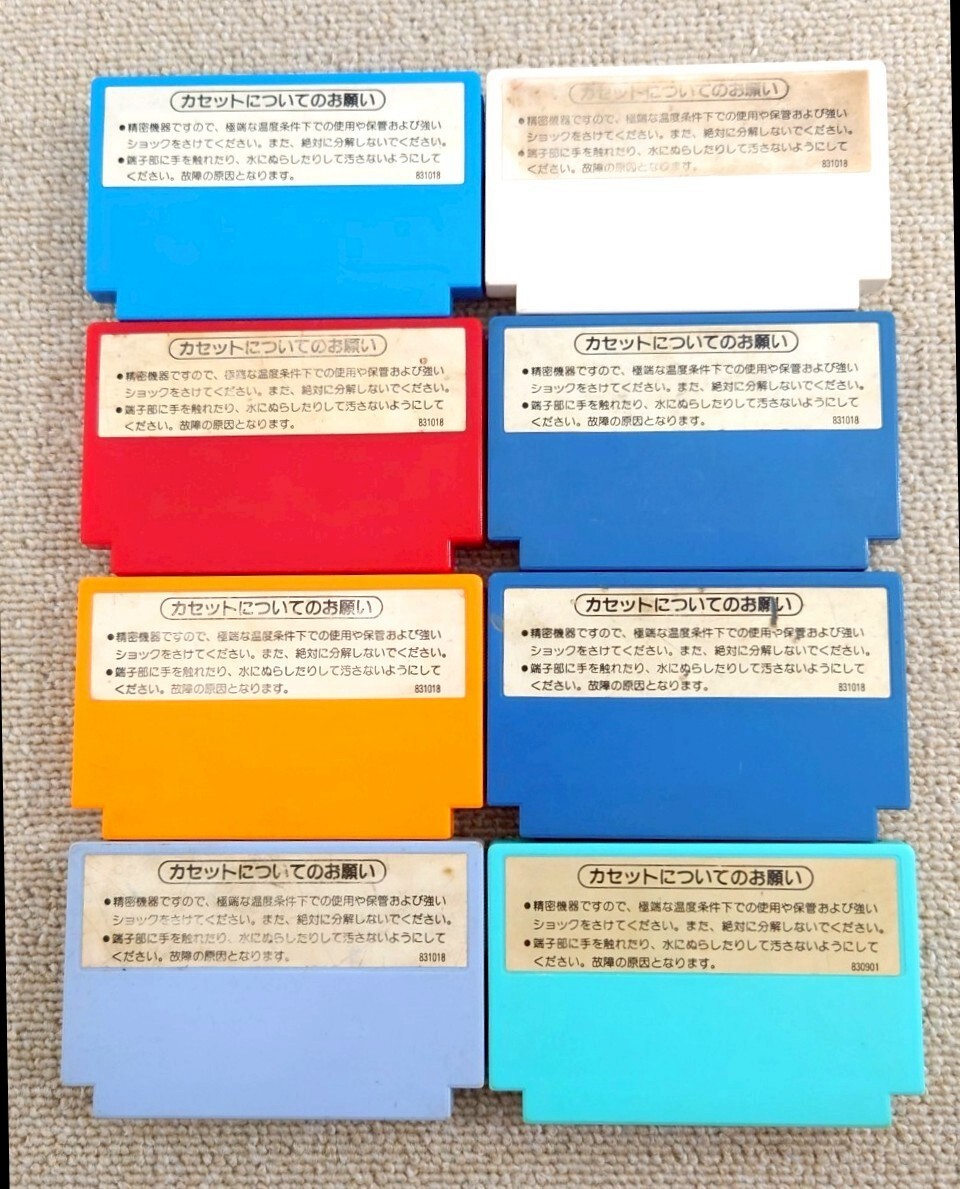 カセットについてのお願い
●精密機器ですので、極端な温度条件下での使用や保管および強い
ショックをさけてください。また、絶対に分解しないでください。
●端子部に手を触れたり、水にぬらしたりして汚さないようにして
ください。故障の原因となります。
831018
カセットについてのお願い
●精密機器ですので、極端な温度条件下での使用や保管および強い
ショックをさけてください。また、絶対に分解しないでください。
●端子部に手を触れたり、水にぬらしたりして汚さないようにして
ください。故障の原因となります。
831018
カセットについてのお願い
●精密機器ですので、極端な温度条件下での使用や保管および強い
ショックをさけてください。また、絶対に分解しないでください。
●端子部に手を触れたり、水にぬらしたりして汚さないようにして
ください。故障の原因となります。
831018
カセットについてのお願い
●精密機器ですので、極端な温度条件下での使用や保管および強い
ショックをさけてください。また、絶対に分解しないでください。
●端子部に手を触れたり、水にぬらしたりして汚さないようにして
ください。故障の原因となります。
831018
カセットについてのお願い
●精密機器ですので、極端な温度条件下での使用や保管および強い
ショックをさけてください。また、絶対に分解しないでください。
●端子部に手を触れたり、水にぬらしたりして汚さないようにして
ください。故障の原因となります。
831018
カセットについてのお願い
●精密機器ですので、極端な温度条件下での使用や保管および強い
ショックをさけてください。また、絶対に分解しないでください。
●端子部に手を触れたり、水にぬらしたりして汚さないようにして
ください。故障の原因となります。
831018
カセットについてのお願い
●精密機器ですので、極端な温度条件下での使用や保管および強い
ショックをさけてください。また、絶対に分解しないでください。
●端子部に手を触れたり、水にぬらしたりして汚さないようにして
ください。故障の原因となります。
831018
カセットについてのお願い
●精密機器ですので、極端な温度条件下での使用や保管および強い
ショックをさけてください。また、絶対に分解しないでください。
●端子部に手を触れたり、水にぬらしたりして汚さないようにして
ください。故障の原因となります。
830901